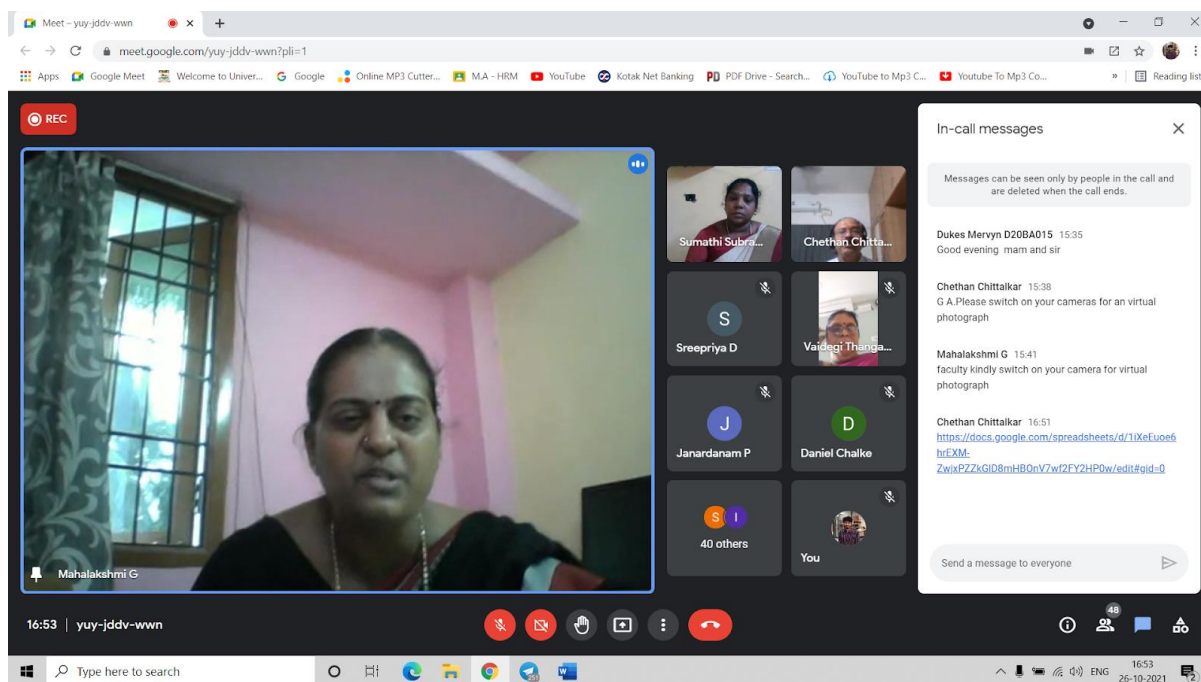 Meet – yuy-jddv-wwn
meet.google.com/yuy-jddv-wwn?pli=1
Apps Google Meet Welcome to Univer... Google Online MP3 Cutter... M.A - HRM YouTube Kotak Net Banking PDF Drive - Search... YouTube to Mp3 C... Youtube To Mp3 Co... » Reading list
REC
Mahalakshmi G
Sumathi Subra...
Chethan Chitta...
S
Sreepriya D
Vaidegi Thanga...
J
Janardanam P
D
Daniel Chalke
S I
40 others
You
In-call messages
Messages can be seen only by people in the call and
are deleted when the call ends.
Dukes Mervyn D20BA015 15:35
Good evening mam and sir
Chethan Chittalkar 15:38
G A.Please switch on your cameras for an virtual
photograph
Mahalakshmi G 15:41
faculty kindly switch on your camera for virtual
photograph
Chethan Chittalkar 16:51
https://docs.google.com/spreadsheets/d/1iXeEuoe6
hrEXM-
ZwjxPZZkGlD8mHBOnV7wf2FY2HP0w/edit#gid=0
Send a message to everyone
16:53 | yuy-jddv-wwn
48
Type here to search
ENG
16:53
26-10-2021